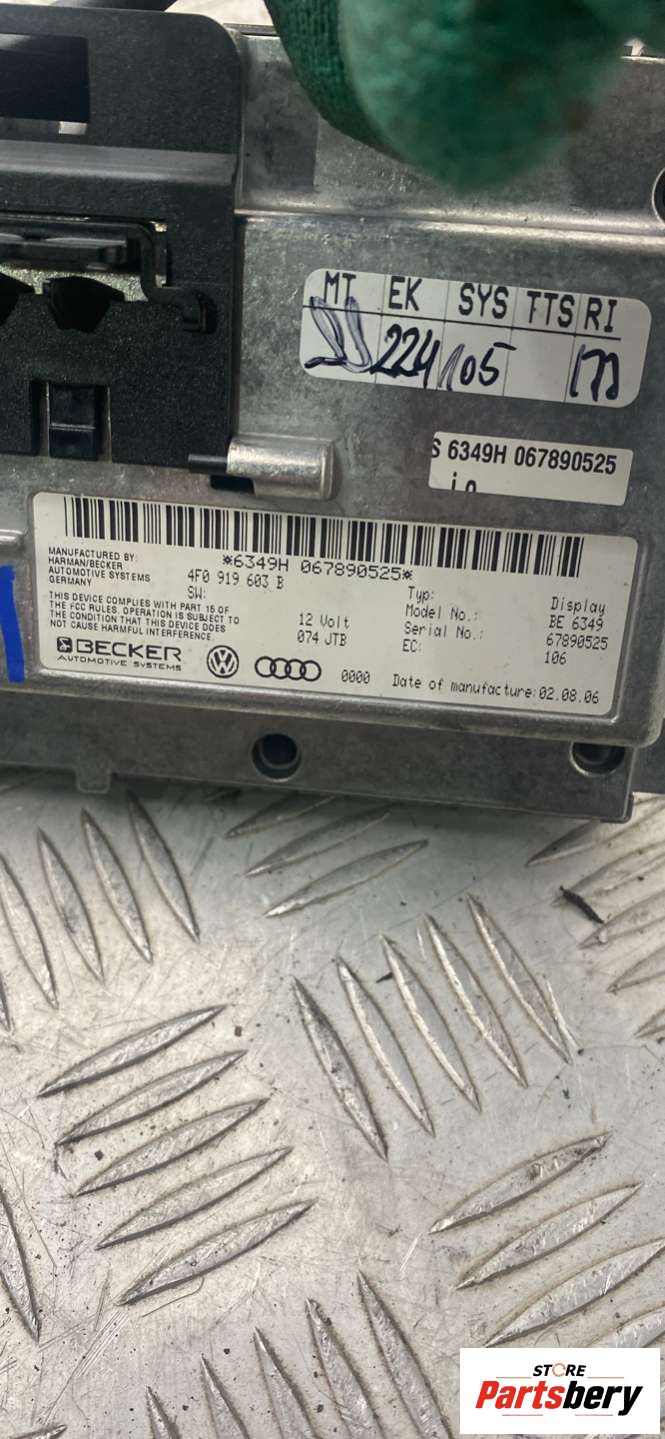 MT EK SYS TTS RI
224 105
S 6349H 067890525
i.o
*6349H 067890525*
MANUFACTURED BY:
HARMAN/BECKER
AUTOMOTIVE SYSTEMS
GERMANY
4F0 919 603 B
SW:
THIS DEVICE COMPLIES WITH PART 15 OF
THE FCC RULES. OPERATION IS SUBJECT TO
THE CONDITION THAT THIS DEVICE DOES
NOT CAUSE HARMFUL INTERFERENCE
12 Volt
074 JTB
Typ: Display
Model No.: BE 6349
Serial No.: 67890525
EC: 106
BECKER
AUTOMOTIVE SYSTEMS
0000 Date of manufacture: 02.08.06
STORE
Partsbery